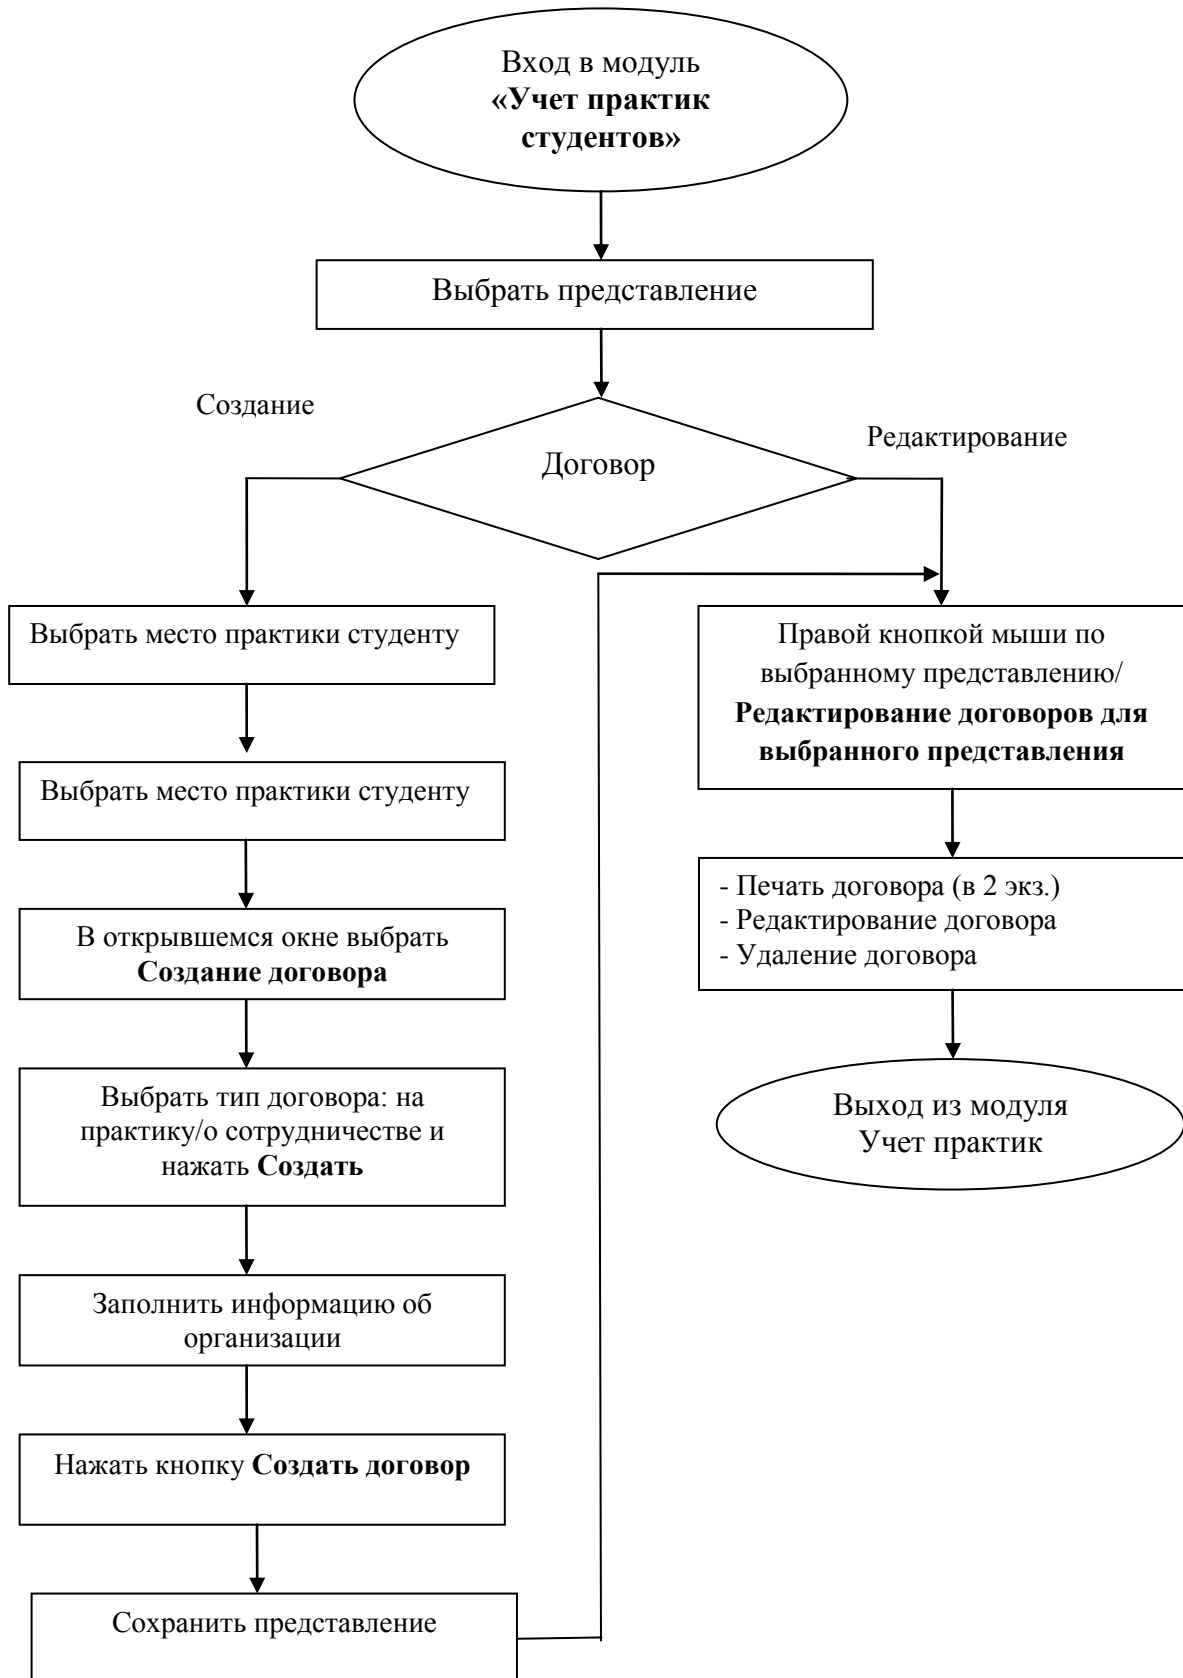 Вход в модуль
«Учет практик
студентов»
Выбрать представление
Создание
Редактирование
Договор
Выбрать место практики студенту
Выбрать место практики студенту
В открывшемся окне выбрать
Создание договора
Выбрать тип договора: на
практику/о сотрудничестве и
нажать Создать
Заполнить информацию об
организации
Нажать кнопку Создать договор
Сохранить представление
Правой кнопкой мыши по
выбранному представлению/
Редактирование договоров для
выбранного представления
- Печать договора (в 2 экз.)
- Редактирование договора
- Удаление договора
Выход из модуля
Учет практик